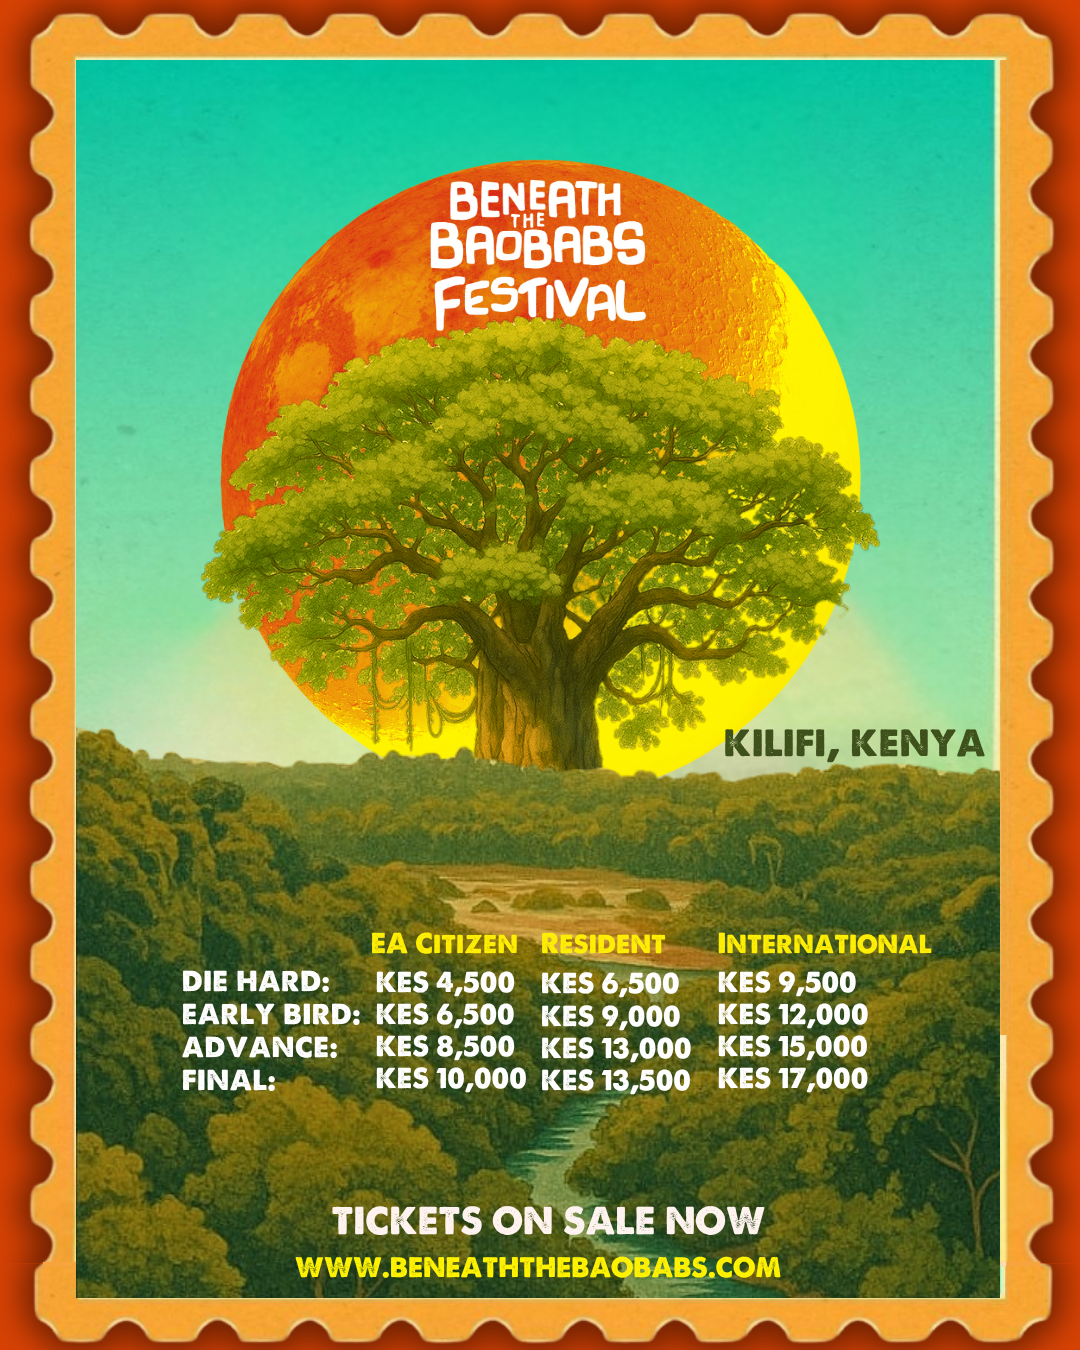 BENEATH
THE
BAOBABS
FESTIVAL
KILIFI, KENYA
EA CITIZEN RESIDENT INTERNATIONAL
DIE HARD: KES 4,500 KES 6,500 KES 9,500
EARLY BIRD: KES 6,500 KES 9,000 KES 12,000
ADVANCE: KES 8,500 KES 13,000 KES 15,000
FINAL: KES 10,000 KES 13,500 KES 17,000
TICKETS ON SALE NOW
WWW.BENEATHTHEBAOBABS.COM